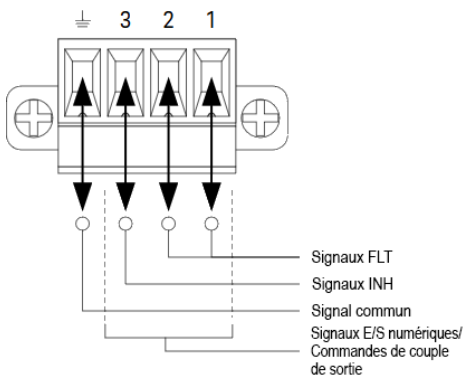 3 2 1
Signaux FLT
Signaux INH
Signal commun
Signaux E/S numériques/
Commandes de couple
de sortie